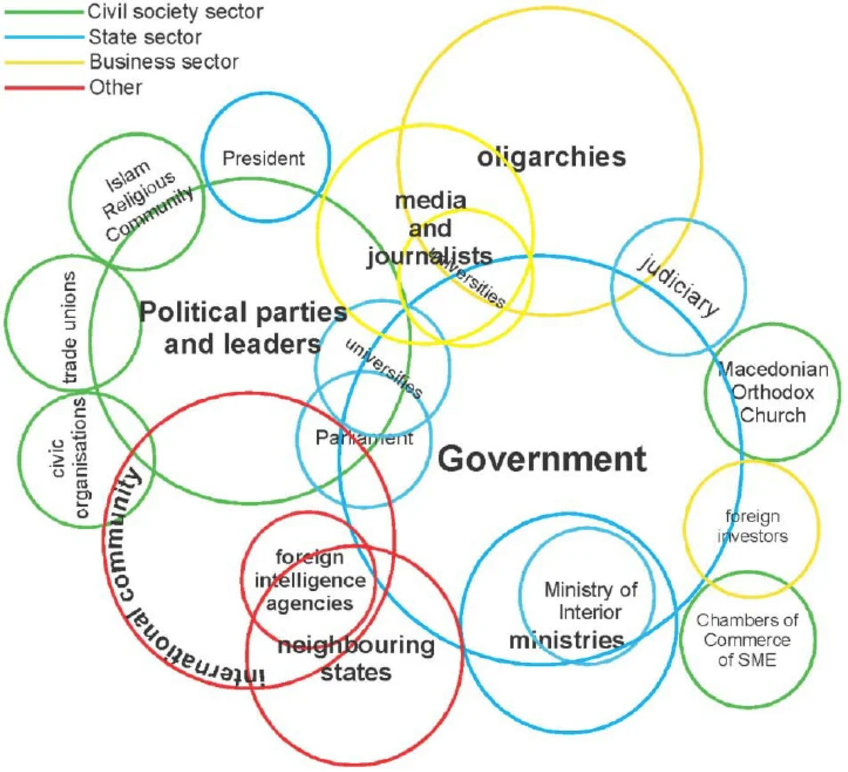 Civil society sector
State sector
Business sector
Other
President
Islam
Religious
Community
oligarchies
media
and
journalists
universities
judiciary
trade unions
Political parties
and leaders
universities
Macedonian
Orthodox
Church
civic
organisations
Parliament
Government
international community
foreign
investors
foreign
intelligence
agencies
Ministry of
Interior
ministries
neighbouring
states
Chambers of
Commerce
of SME